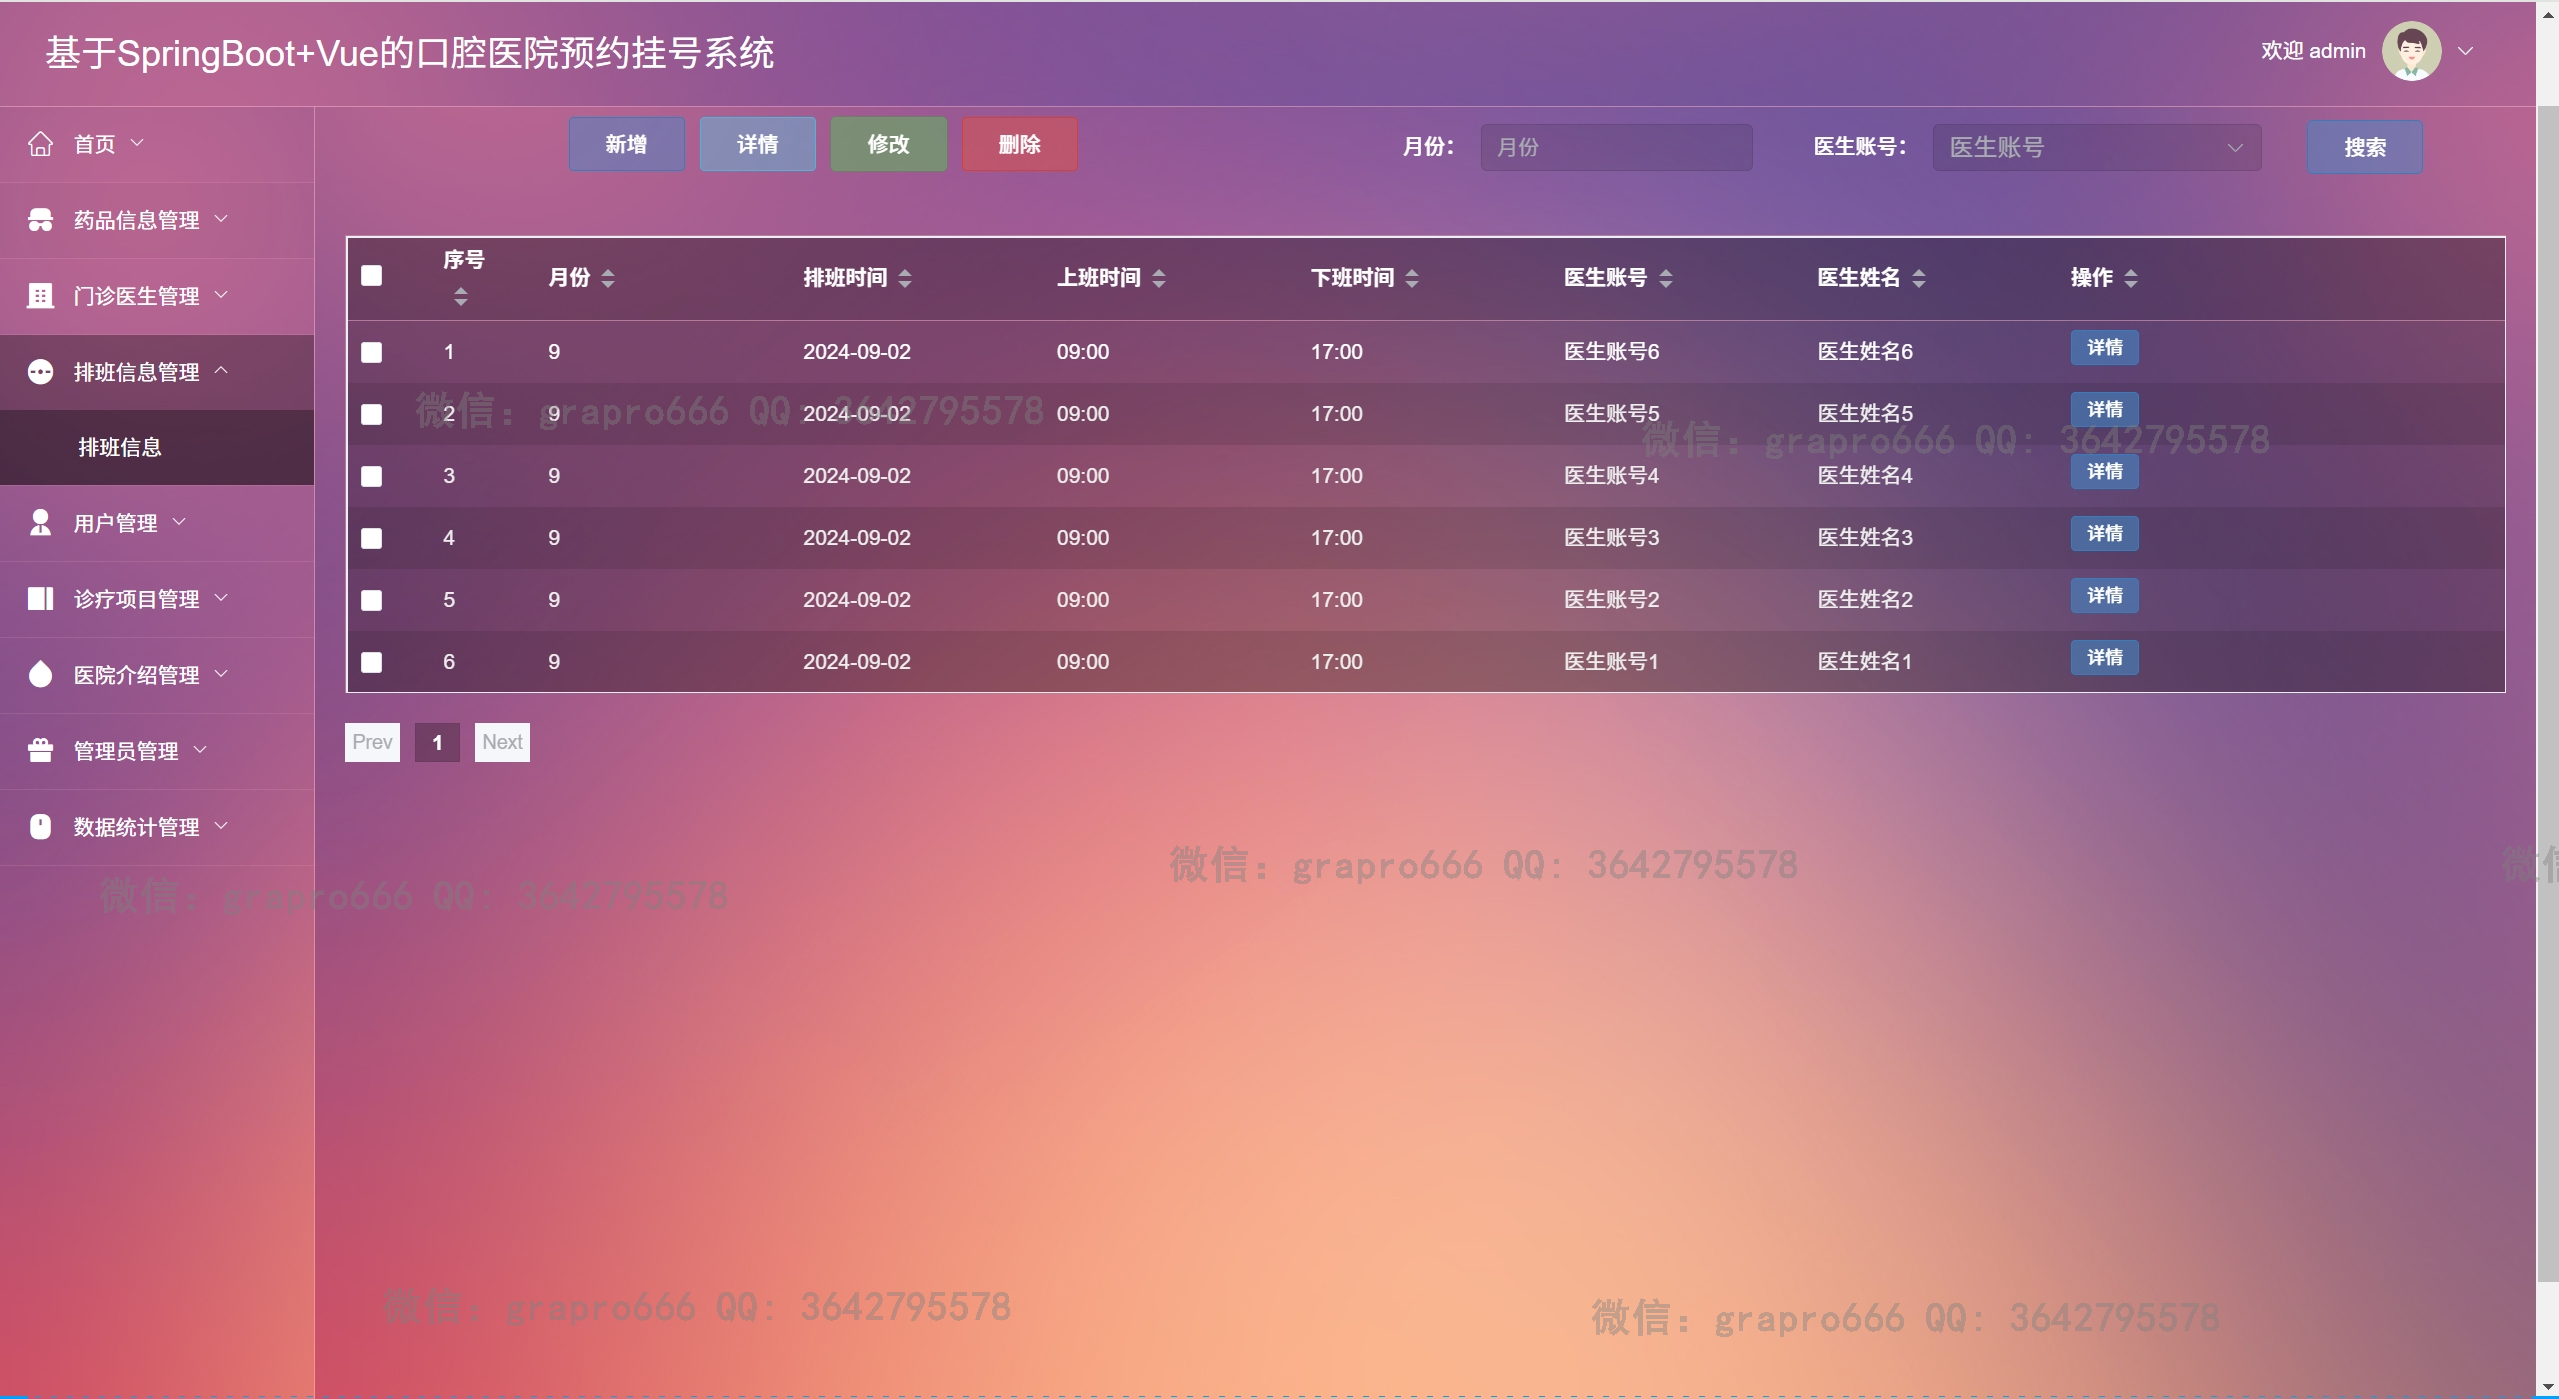 基于SpringBoot+Vue的口腔医院预约挂号系统
欢迎 admin
首页
药品信息管理
门诊医生管理
排班信息管理
排班信息
用户管理
诊疗项目管理
医院介绍管理
管理员管理
数据统计管理
新增 详情 修改 删除 月份： 月份 医生账号： 医生账号 搜索
序号 月份 排班时间 上班时间 下班时间 医生账号 医生姓名 操作
1 9 2024-09-02 09:00 17:00 医生账号6 医生姓名6 详情
2 9 2024-09-02 09:00 17:00 医生账号5 医生姓名5 详情
3 9 2024-09-02 09:00 17:00 医生账号4 医生姓名4 详情
4 9 2024-09-02 09:00 17:00 医生账号3 医生姓名3 详情
5 9 2024-09-02 09:00 17:00 医生账号2 医生姓名2 详情
6 9 2024-09-02 09:00 17:00 医生账号1 医生姓名1 详情
Prev 1 Next
微信：grapro666 QQ：3642795578
微信：grapro666 QQ：3642795578
微信：grapro666 QQ：3642795578
微信：grapro666 QQ：3642795578
微信
微信：grapro666 QQ：3642795578
微信：grapro666 QQ：3642795578